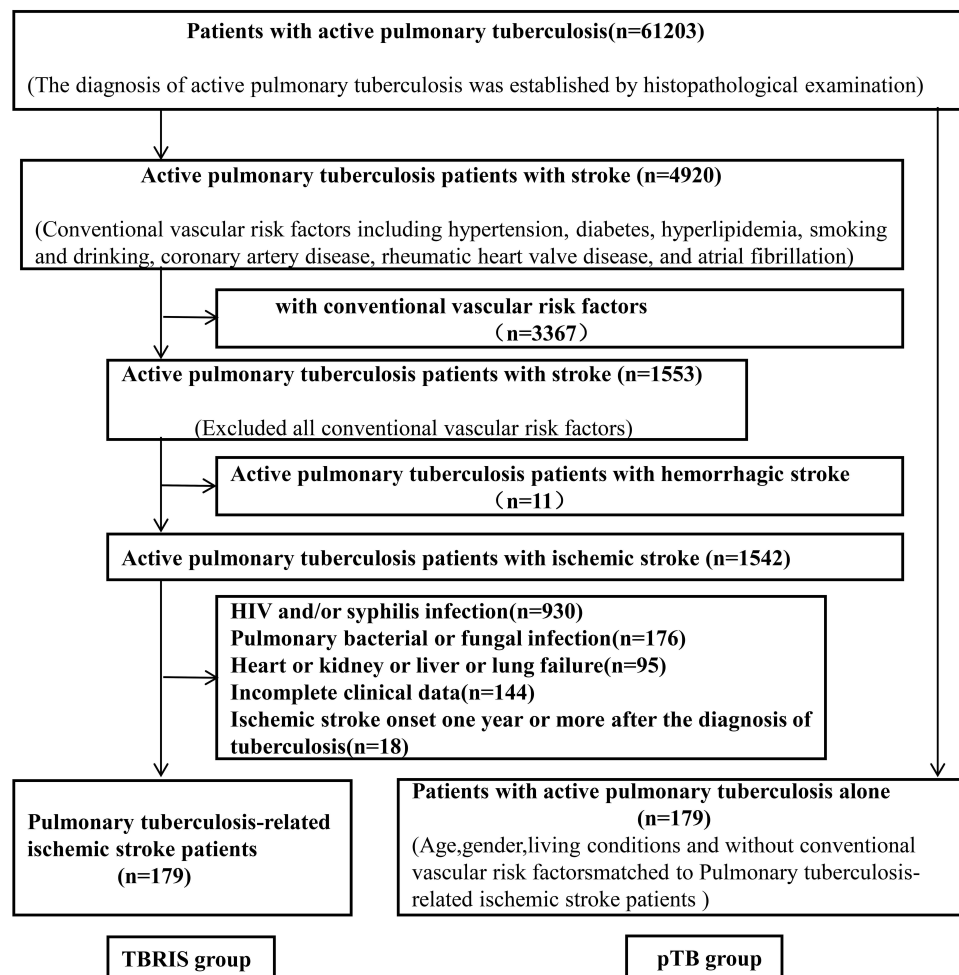 Patients with active pulmonary tuberculosis(n=61203)
(The diagnosis of active pulmonary tuberculosis was established by histopathological examination)
Active pulmonary tuberculosis patients with stroke (n=4920)
(Conventional vascular risk factors including hypertension, diabetes, hyperlipidemia, smoking
and drinking, coronary artery disease, rheumatic heart valve disease, and atrial fibrillation)
with conventional vascular risk factors
（n=3367）
Active pulmonary tuberculosis patients with stroke (n=1553)
(Excluded all conventional vascular risk factors)
Active pulmonary tuberculosis patients with hemorrhagic stroke
（n=11）
Active pulmonary tuberculosis patients with ischemic stroke (n=1542)
HIV and/or syphilis infection(n=930)
Pulmonary bacterial or fungal infection(n=176)
Heart or kidney or liver or lung failure(n=95)
Incomplete clinical data(n=144)
Ischemic stroke onset one year or more after the diagnosis of
tuberculosis(n=18)
Pulmonary tuberculosis-related
ischemic stroke patients
(n=179)
Patients with active pulmonary tuberculosis alone
(n=179)
(Age,gender,living conditions and without conventional
vascular risk factorsmatched to Pulmonary tuberculosis-
related ischemic stroke patients )
TBRIS group
pTB group